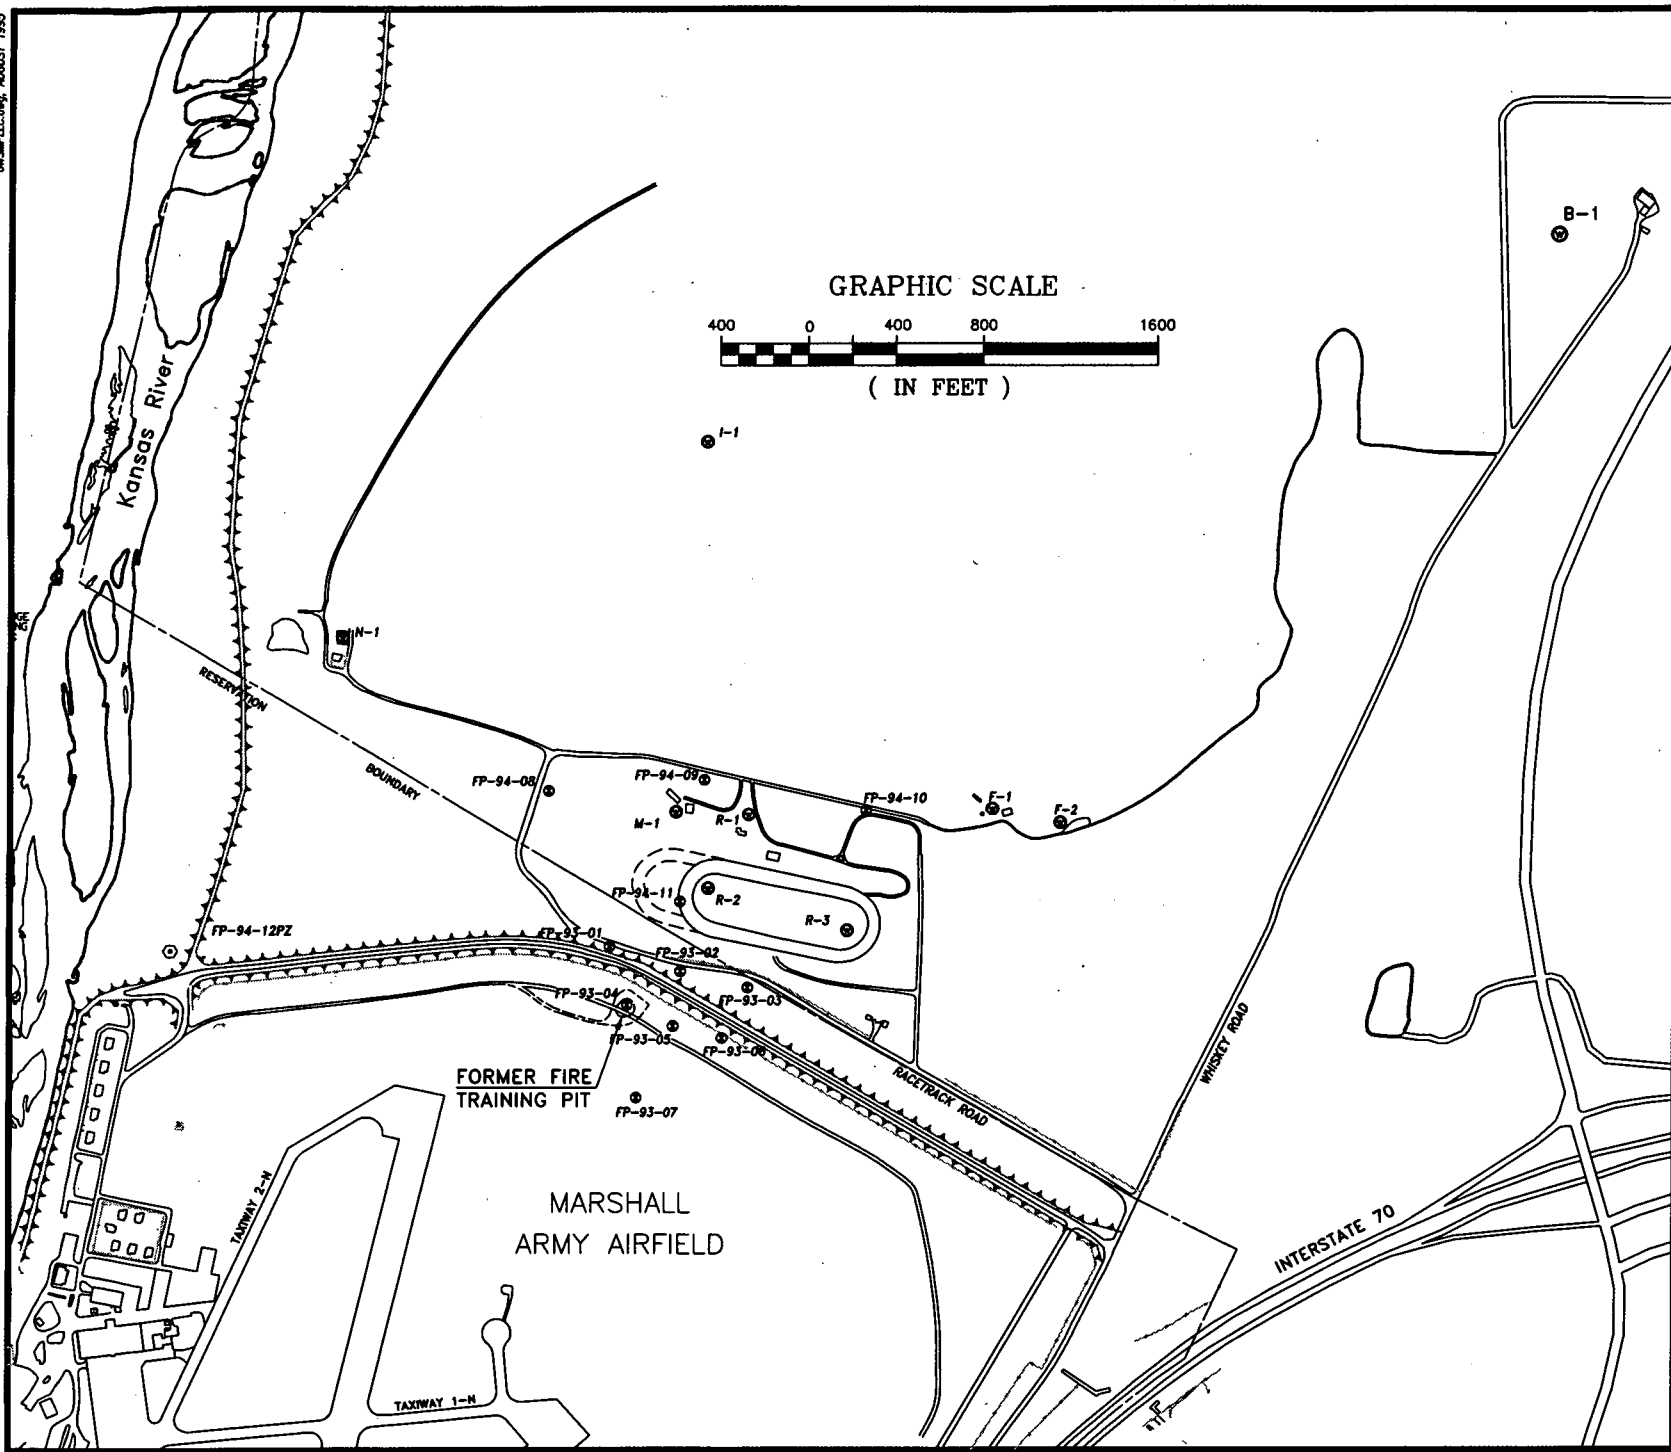 B-1
GRAPHIC SCALE
400 0 400 800 1600
( IN FEET )
Kansas River
I-1
N-1
RESERVATION
BOUNDARY
FP-94-08
FP-94-09
FP-94-10
F-1
F-2
M-1
R-1
FP-94-11
R-2
R-3
FP-94-12PZ
FP-93-01
FP-93-02
FP-93-03
FP-93-04
FP-93-05
FP-93-06
WHISKEY ROAD
RACETRACK ROAD
FORMER FIRE
TRAINING PIT
FP-93-07
TAXIWAY 2-N
MARSHALL
ARMY AIRFIELD
INTERSTATE 70
TAXIWAY 1-N